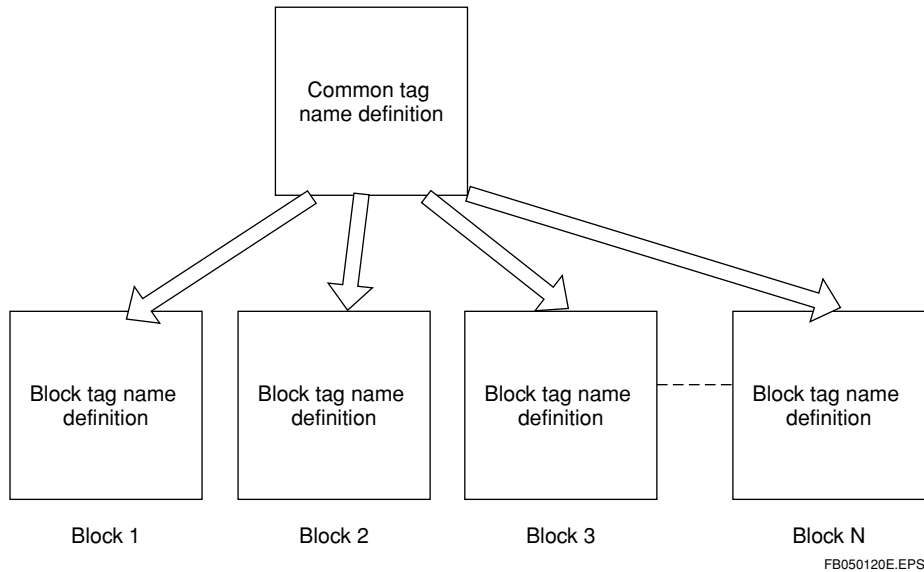 Common tag
name definition
Block tag name
definition
Block tag name
definition
Block tag name
definition
Block tag name
definition
Block 1
Block 2
Block 3
Block N
FB050120E.EPS